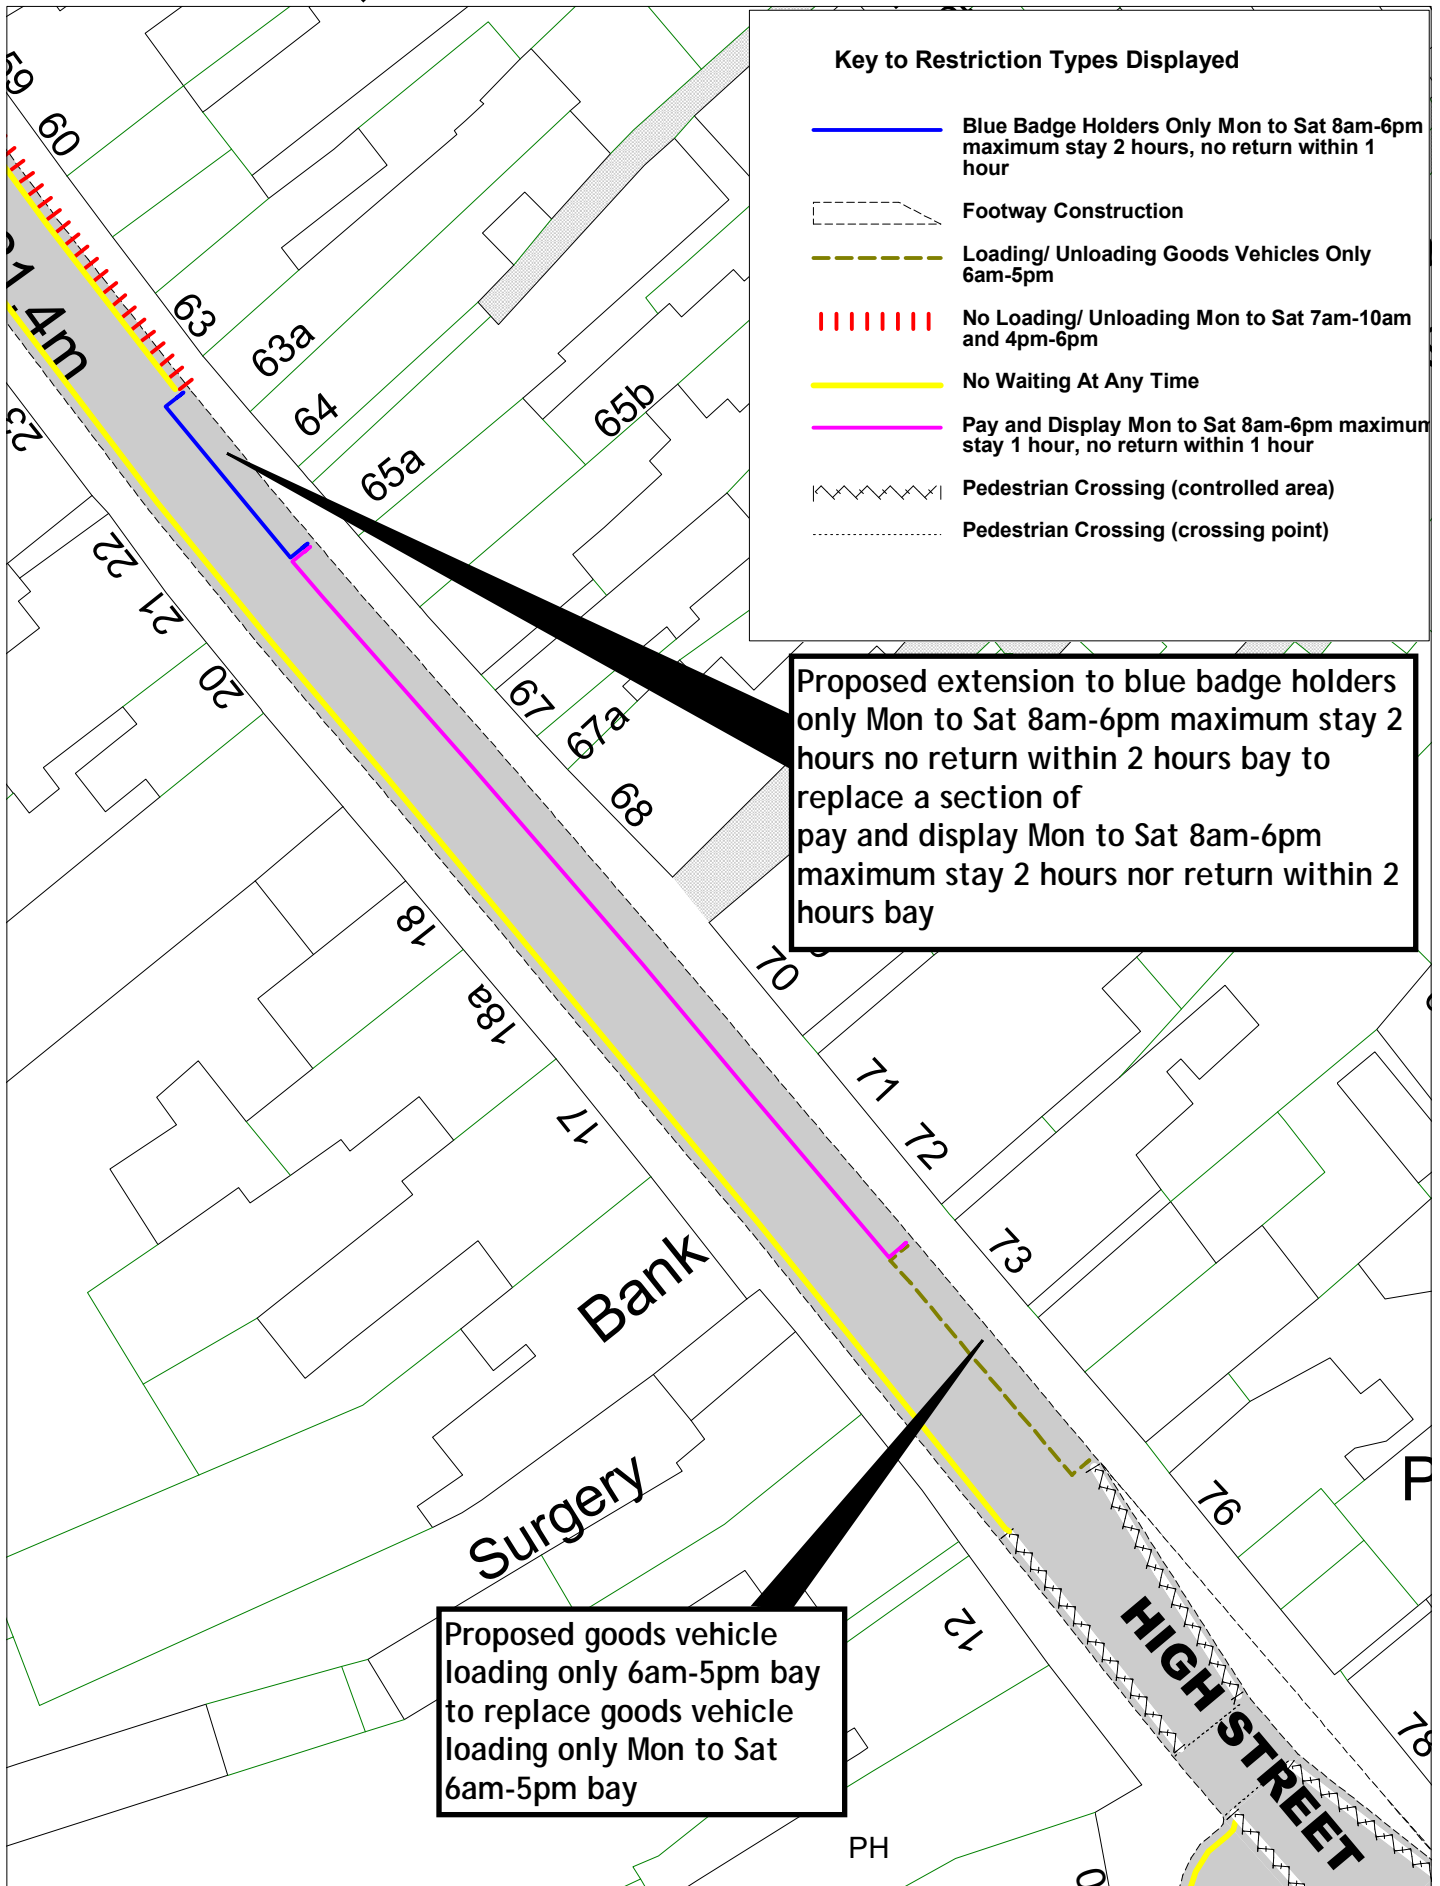 Key to Restriction Types Displayed
Blue Badge Holders Only Mon to Sat 8am-6pm
maximum stay 2 hours, no return within 1
hour
Footway Construction
Loading/ Unloading Goods Vehicles Only
6am-5pm
No Loading/ Unloading Mon to Sat 7am-10am
and 4pm-6pm
No Waiting At Any Time
Pay and Display Mon to Sat 8am-6pm maximum
stay 1 hour, no return within 1 hour
Pedestrian Crossing (controlled area)
Pedestrian Crossing (crossing point)
59
60
63
63a
64
65a
65b
67
67a
68
70
71
72
73
76
78
1.4m
23
22
21
20
18
18a
17
12
Bank
Surgery
PH
HIGH STREET
Proposed extension to blue badge holders
only Mon to Sat 8am-6pm maximum stay 2
hours no return within 2 hours bay to
replace a section of
pay and display Mon to Sat 8am-6pm
maximum stay 2 hours nor return within 2
hours bay
Proposed goods vehicle
loading only 6am-5pm bay
to replace goods vehicle
loading only Mon to Sat
6am-5pm bay